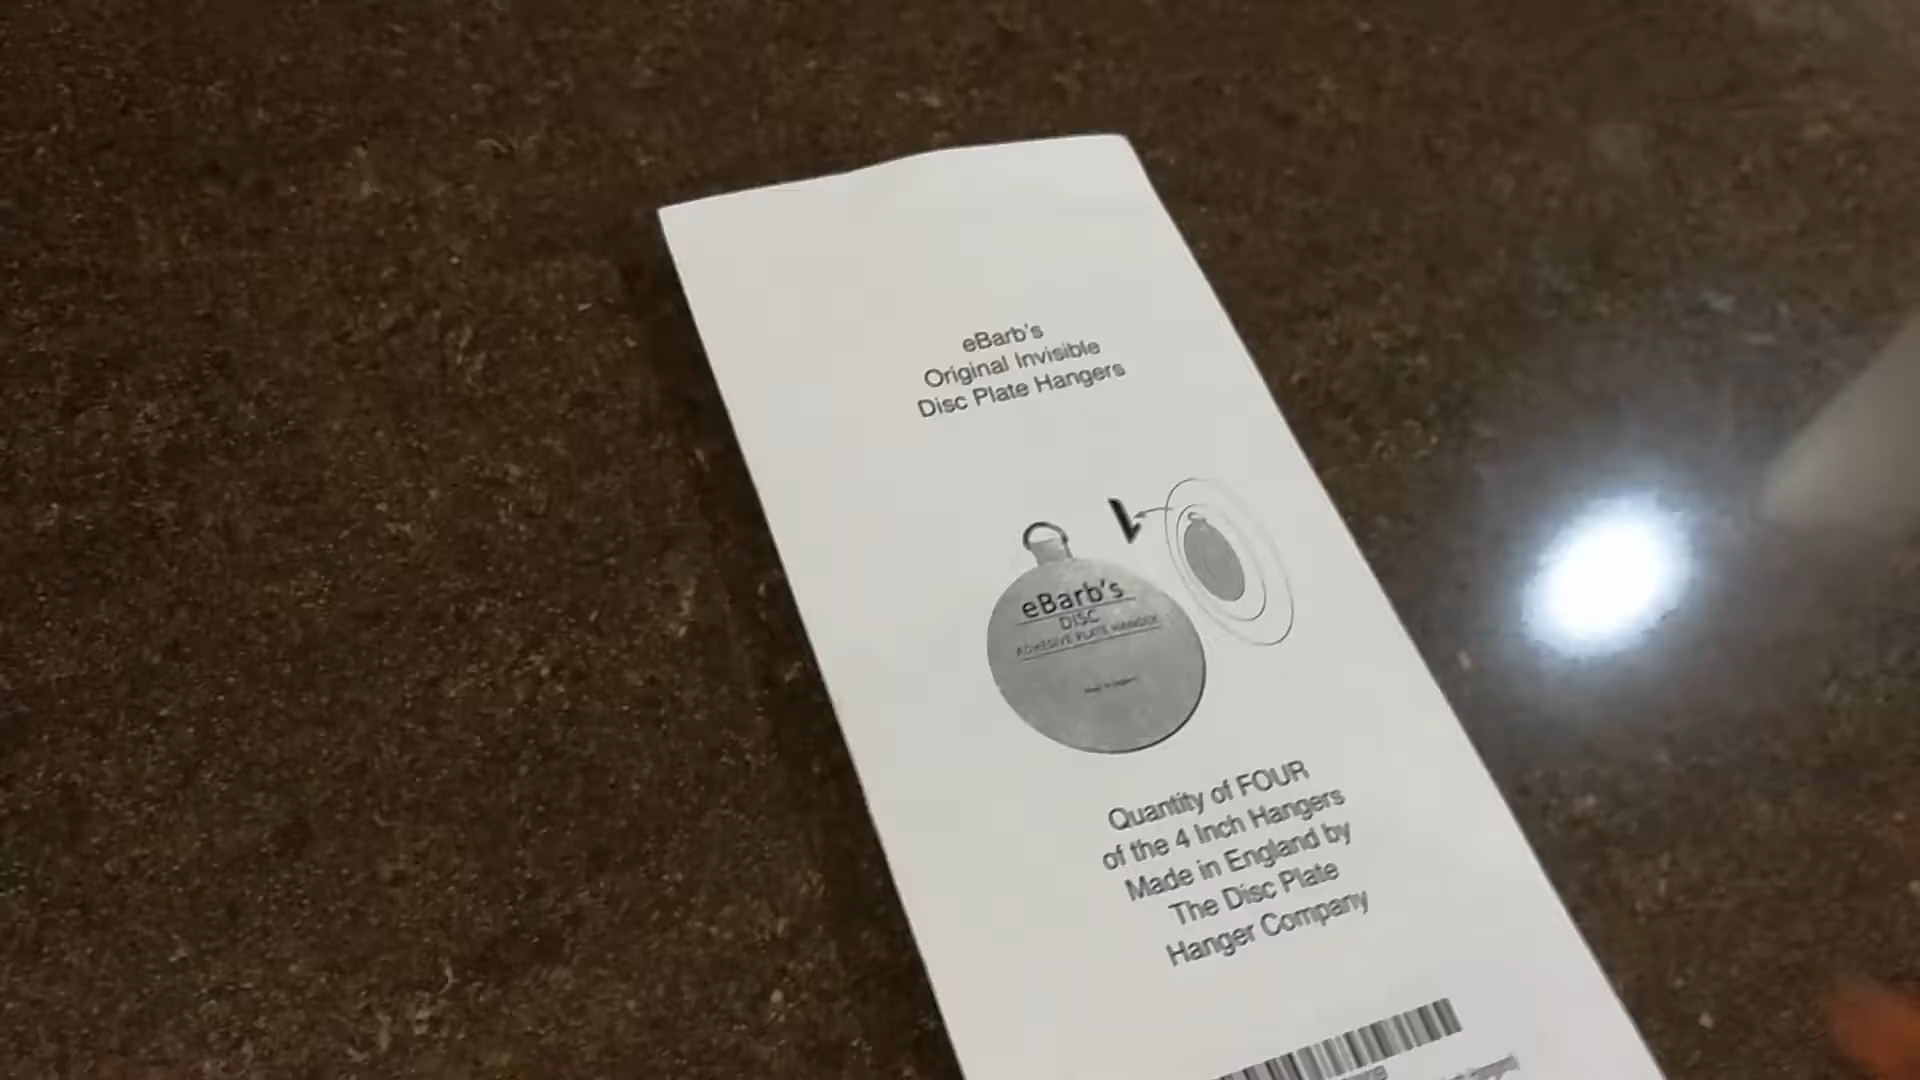 eBarb's
Original Invisible
Disc Plate Hangers
eBarb's
DISC
ADHESIVE PLATE HANGER
Quantity of FOUR
of the 4 Inch Hangers
Made in England by
The Disc Plate
Hanger Company